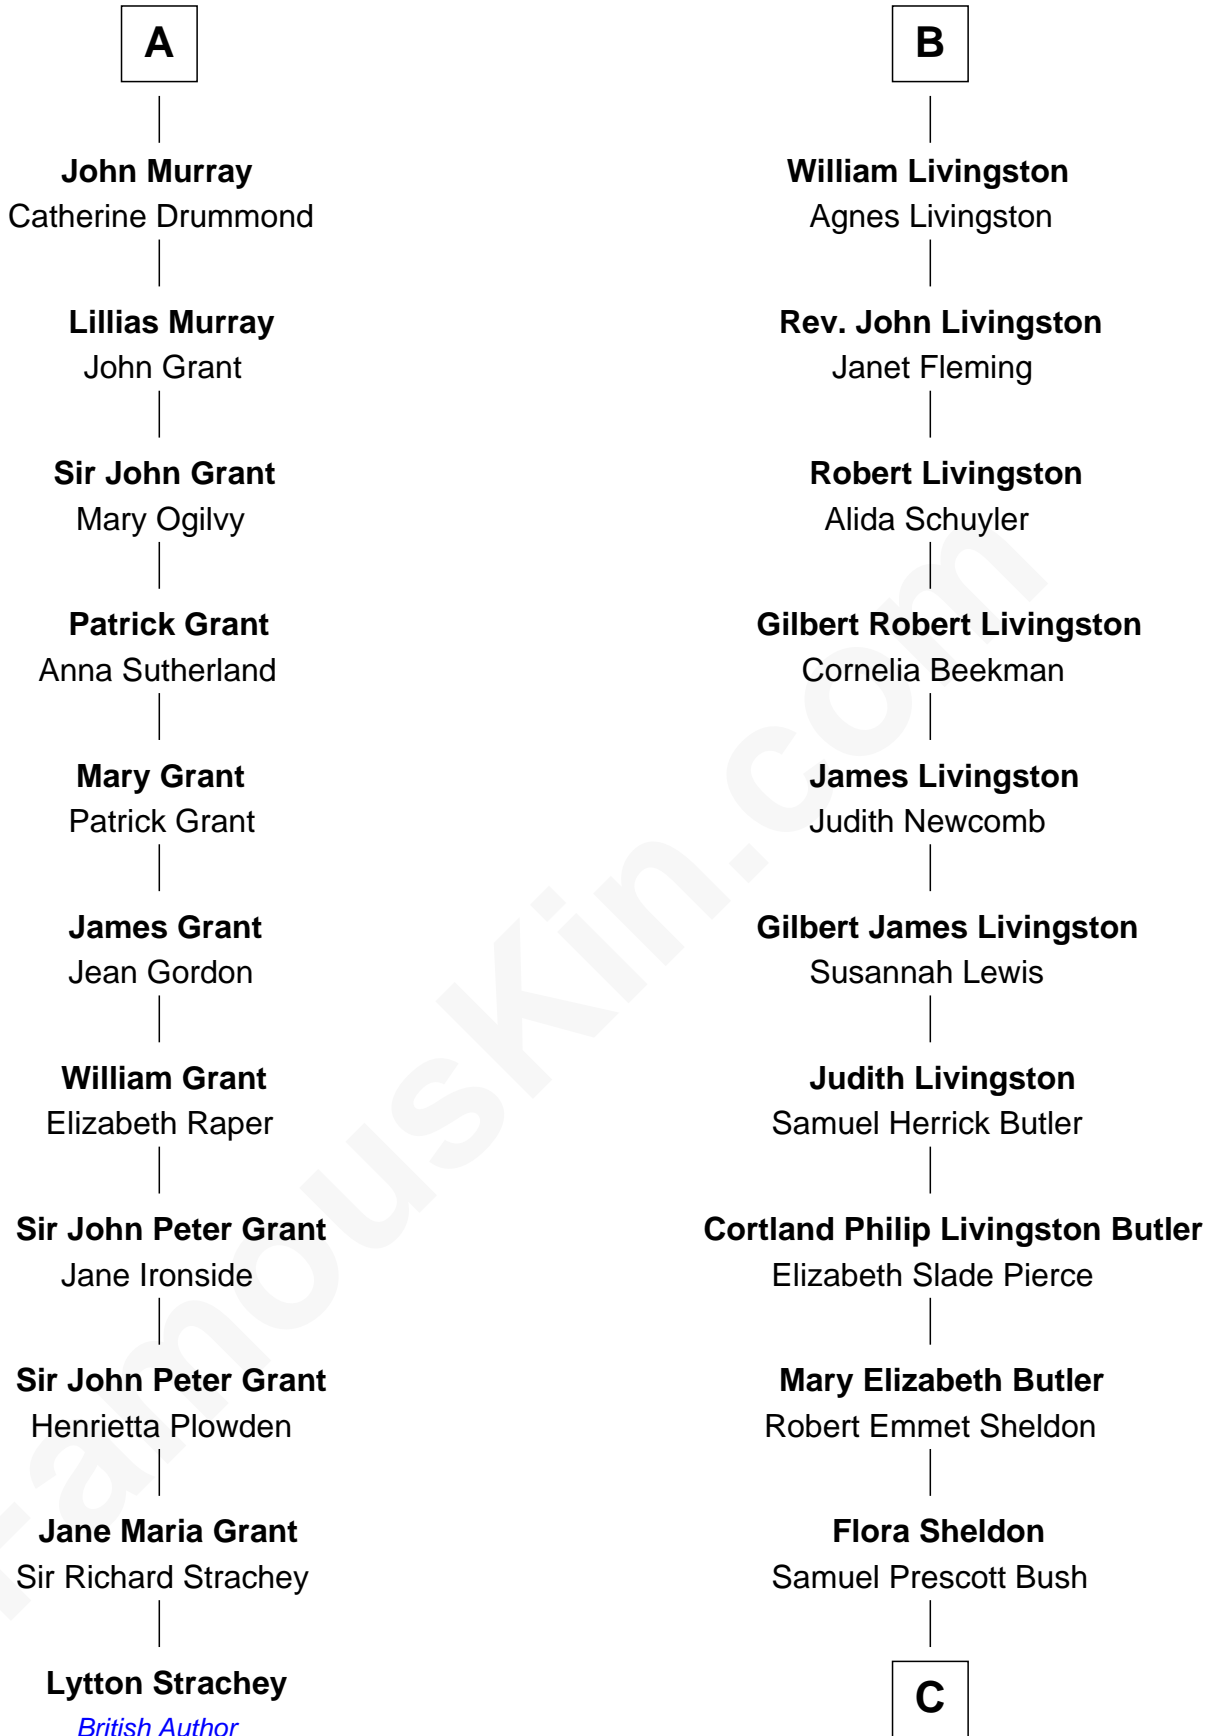 A
John Murray
Catherine Drummond
Lillias Murray
John Grant
Sir John Grant
Mary Ogilvy
Patrick Grant
Anna Sutherland
Mary Grant
Patrick Grant
James Grant
Jean Gordon
William Grant
Elizabeth Raper
Sir John Peter Grant
Jane Ironside
Sir John Peter Grant
Henrietta Plowden
Jane Maria Grant
Sir Richard Strachey
Lytton Strachey
British Author
B
William Livingston
Agnes Livingston
Rev. John Livingston
Janet Fleming
Robert Livingston
Alida Schuyler
Gilbert Robert Livingston
Cornelia Beekman
James Livingston
Judith Newcomb
Gilbert James Livingston
Susannah Lewis
Judith Livingston
Samuel Herrick Butler
Cortland Philip Livingston Butler
Elizabeth Slade Pierce
Mary Elizabeth Butler
Robert Emmet Sheldon
Flora Sheldon
Samuel Prescott Bush
C
FamousKin.com